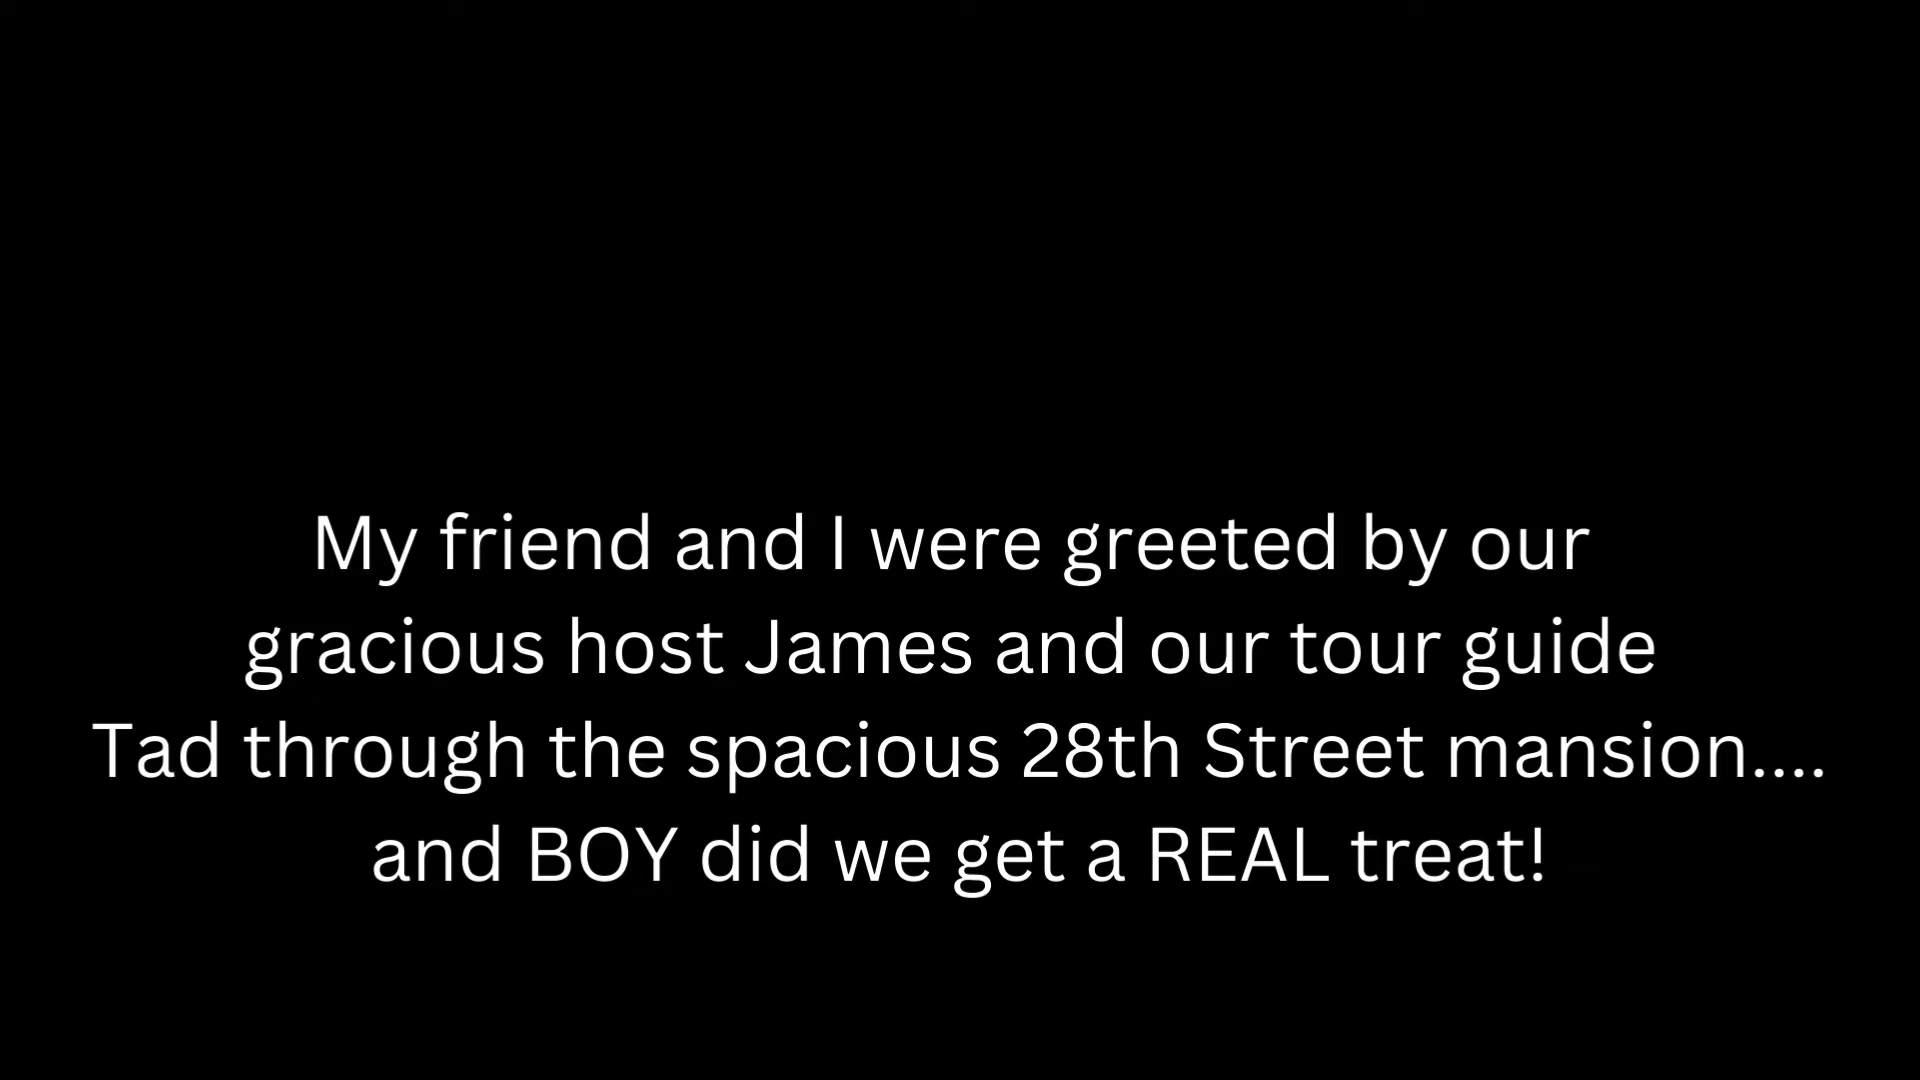 My friend and I were greeted by our
gracious host James and our tour guide
Tad through the spacious 28th Street mansion....
and BOY did we get a REAL treat!